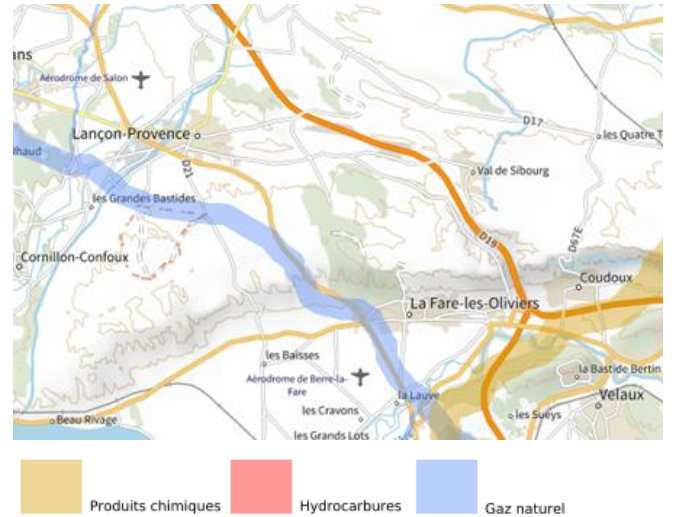 ans
Aérodrome de Salon
Lançon-Provence
D17
les Quatre T
lhaud
D21
Val de Sibourg
les Grandes Bastides
D19
D67E
Cornillon-Confoux
Coudoux
La Fare-les-Oliviers
les Baisses
la Bastide Bertin
Aérodrome de Berre-la-
Fare
la Lauve
Velaux
les Cravons
les Sueys
Beau Rivage
les Grands Lots
Produits chimiques
Hydrocarbures
Gaz naturel